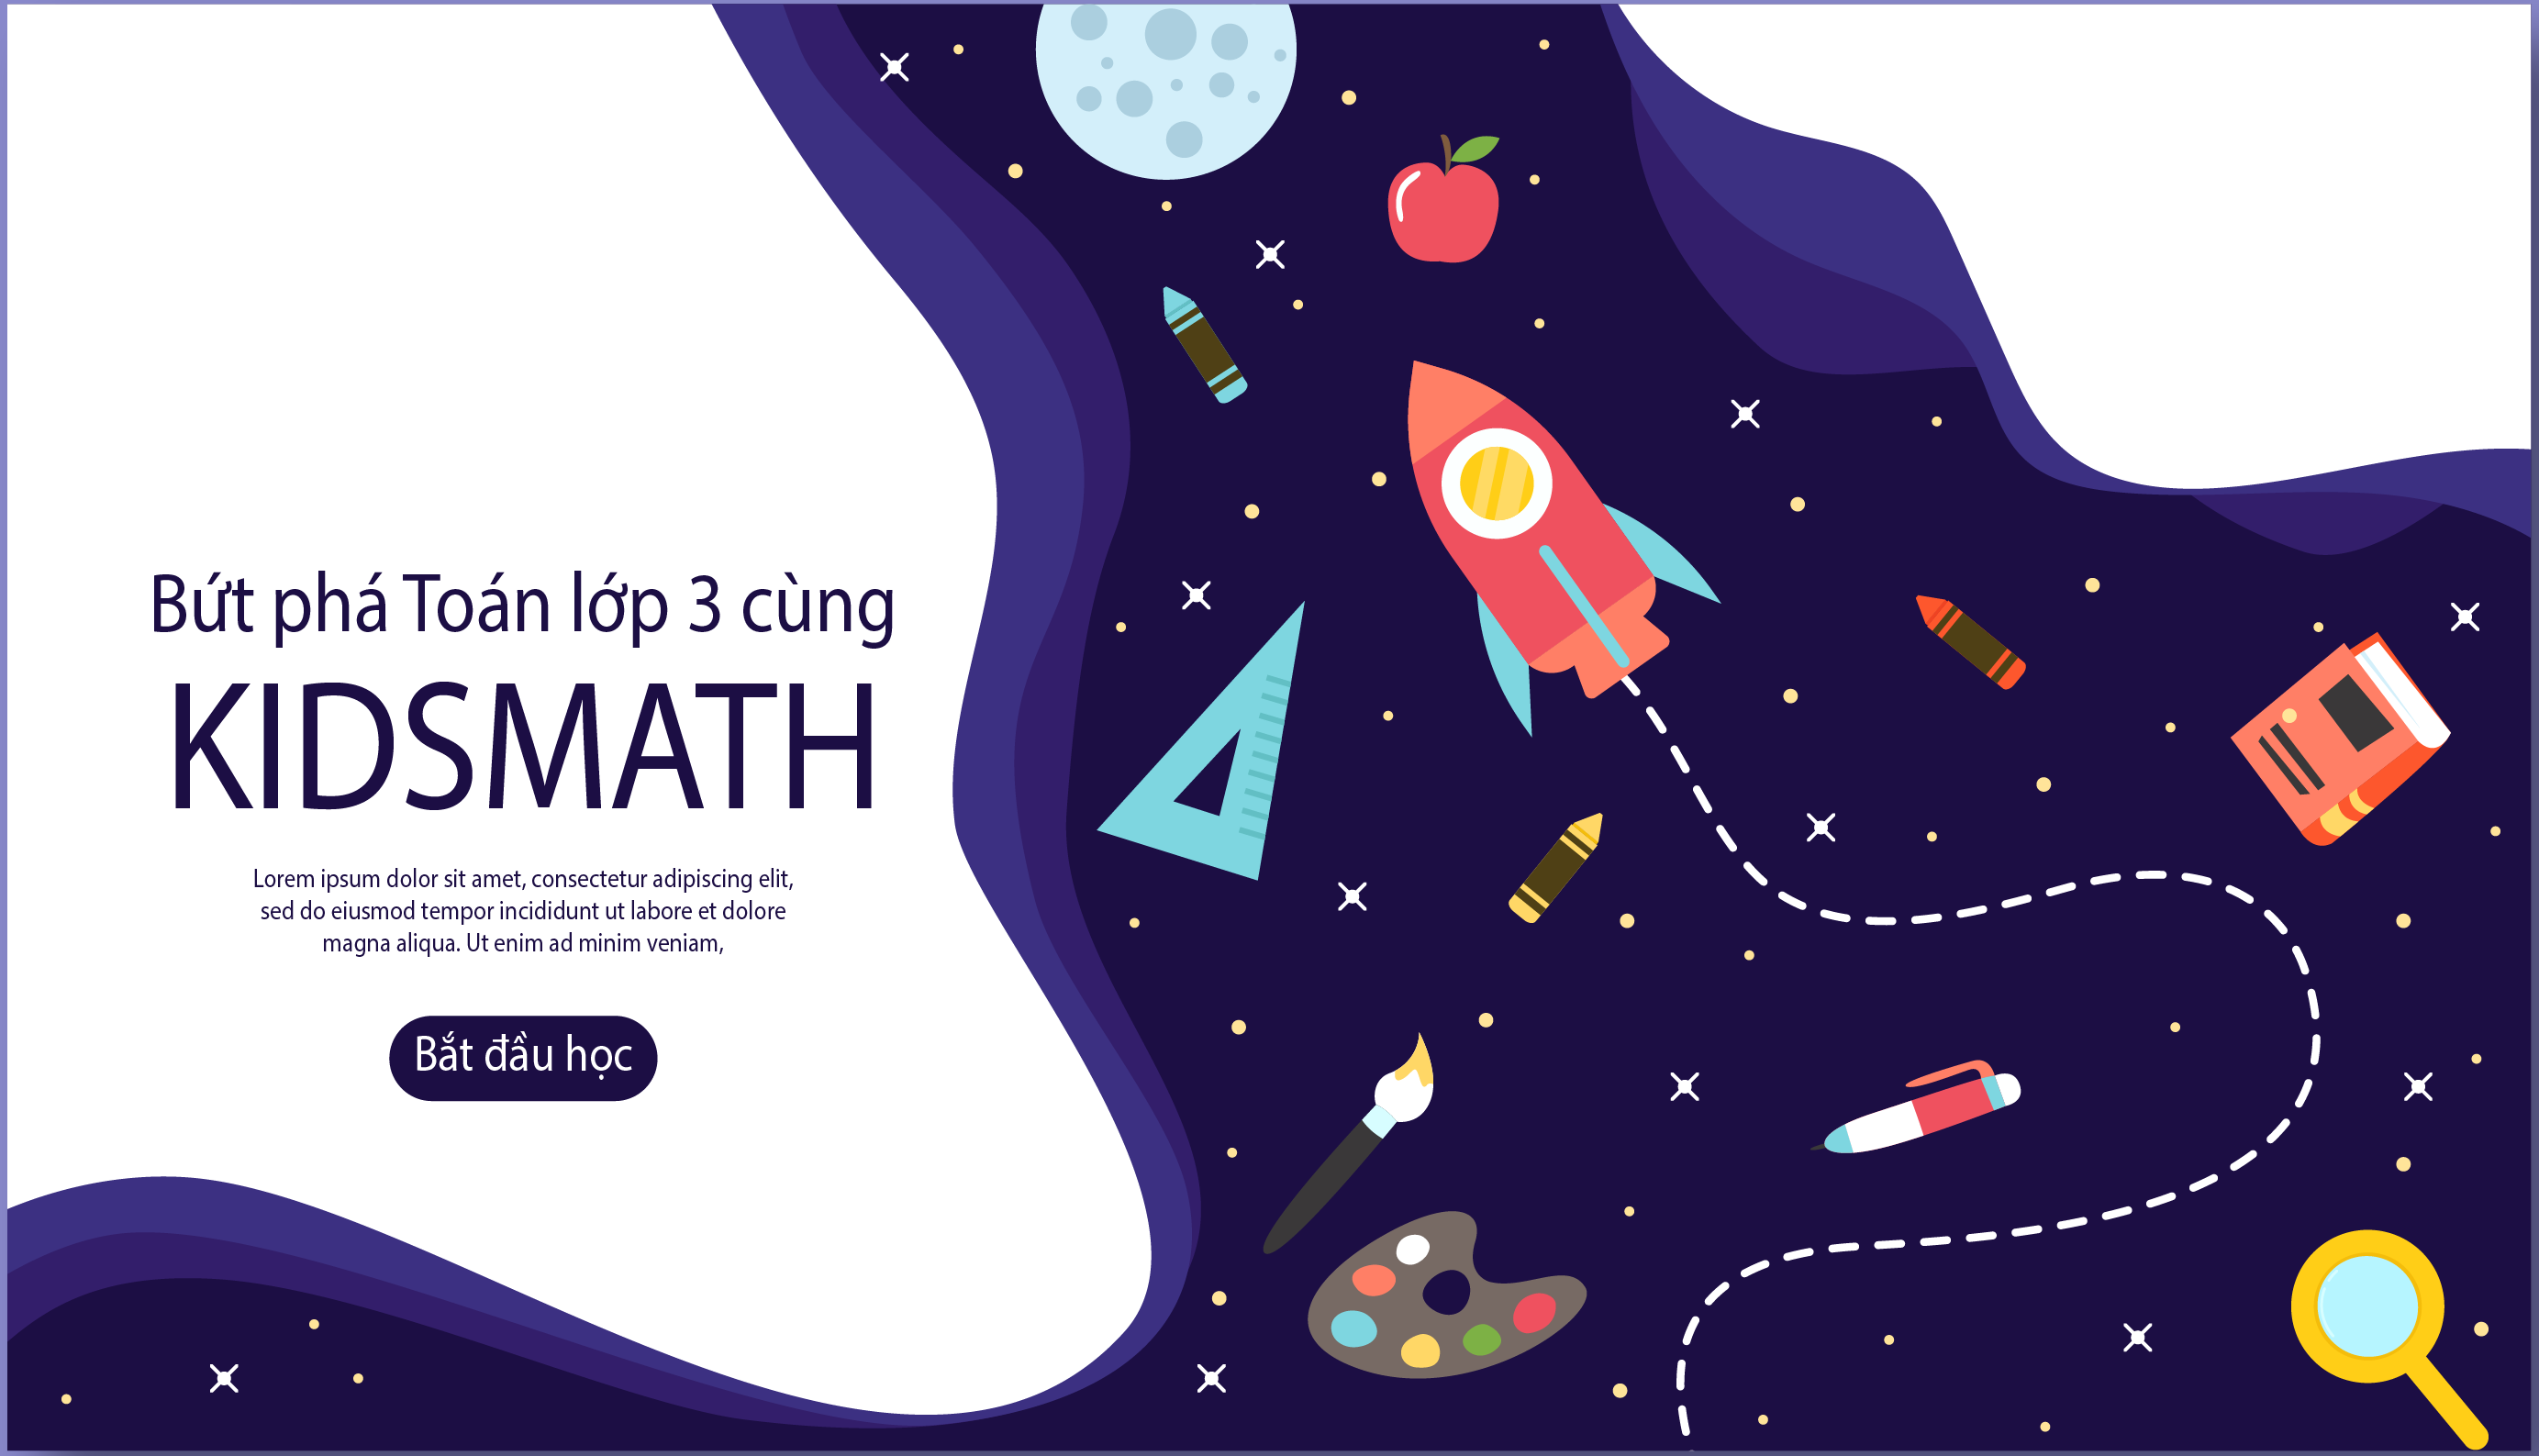 Bứt phá Toán lớp 3 cùng
KIDSMATH
Lorem ipsum dolor sit amet, consectetur adipiscing elit,
sed do eiusmod tempor incididunt ut labore et dolore
magna aliqua. Ut enim ad minim veniam,
Bắt đầu học